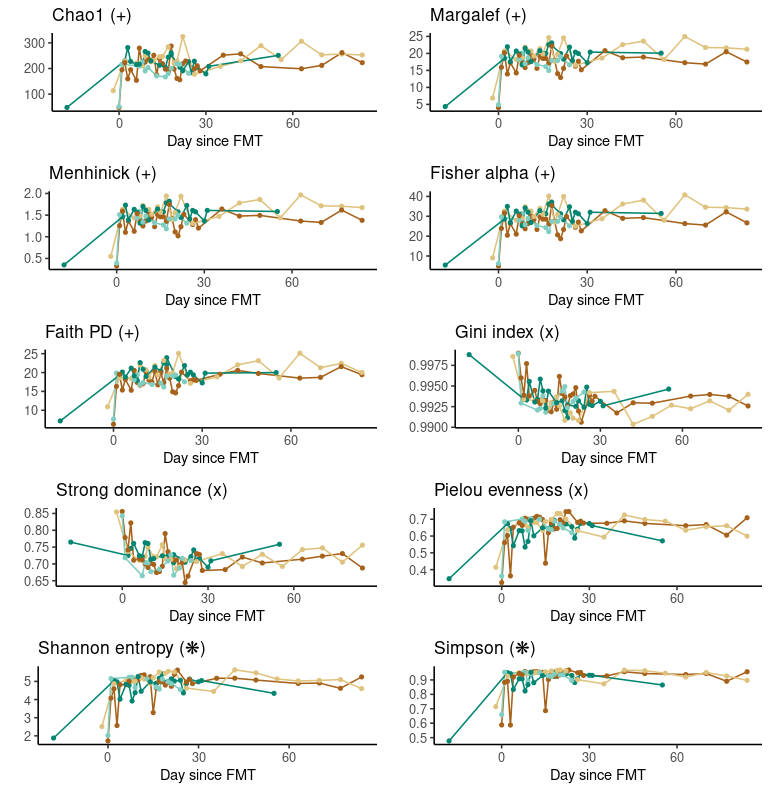 Chao1 (+)
300
200
100
0 30 60
Day since FMT
Margalef (+)
25
20
15
10
5
0 30 60
Day since FMT
Menhinick (+)
2.0
1.5
1.0
0.5
0 30 60
Day since FMT
Fisher alpha (+)
40
30
20
10
0 30 60
Day since FMT
Faith PD (+)
25
20
15
10
0 30 60
Day since FMT
Gini index (x)
0.9975
0.9950
0.9925
0.9900
0 30 60
Day since FMT
Strong dominance (x)
0.85
0.80
0.75
0.70
0.65
0 30 60
Day since FMT
Pielou evenness (x)
0.7
0.6
0.5
0.4
0 30 60
Day since FMT
Shannon entropy (❋)
5
4
3
2
0 30 60
Day since FMT
Simpson (❋)
0.9
0.8
0.7
0.6
0.5
0 30 60
Day since FMT